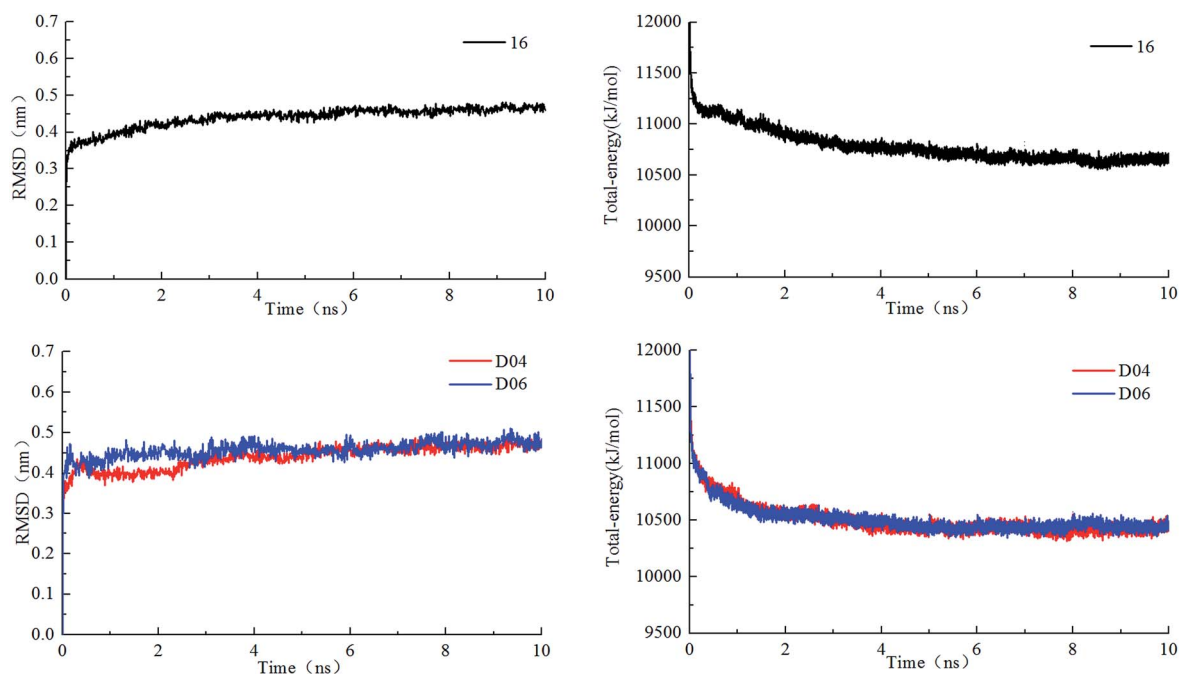 0.7
0.6
0.5
0.4
0.3
0.2
0.1
0.0
RMSD（nm）
16
0 2 4 6 8 10
Time（ns）
12000
11500
11000
10500
10000
9500
Total-energy(kJ/mol)
16
0 2 4 6 8 10
Time（ns）
0.7
0.6
0.5
0.4
0.3
0.2
0.1
0.0
RMSD（nm）
D04
D06
0 2 4 6 8 10
Time（ns）
12000
11500
11000
10500
10000
9500
Total-energy(kJ/mol)
D04
D06
0 2 4 6 8 10
Time（ns）